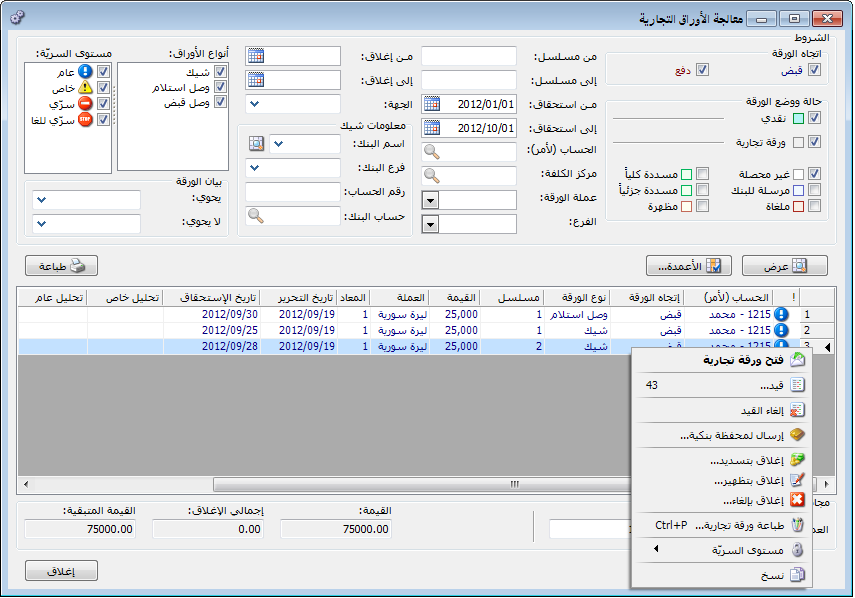 معالجة الأوراق التجارية
الشروط
اتجاه الورقة
قبض
دفع
حالة ووضع الورقة
نقدي
ورقة تجارية
غير محصلة
مسددة كلياً
مرسلة للبنك
مسددة جزئياً
ملغاة
مظهرة
من مسلسل:
إلى مسلسل:
من استحقاق: 2012/01/01
إلى استحقاق: 2012/10/01
الحساب (لأمر):
مركز الكلفة:
عملة الورقة:
الفرع:
من إغلاق:
إلى إغلاق:
الجهة:
معلومات شيك
اسم البنك:
فرع البنك:
رقم الحساب:
حساب البنك:
أنواع الأوراق:
شيك
وصل استلام
وصل قبض
مستوى السريّة:
عام
خاص
سرّي
سرّي للغا
بيان الورقة
يحوي:
لا يحوي:
عرض
الأعمدة...
طباعة
! الحساب (لأمر) إتجاه الورقة نوع الورقة مسلسل القيمة العملة المعاد تاريخ التحرير تاريخ الإستحقاق تحليل خاص تحليل عام
1 1215 - محمد قبض وصل استلام 1 25,000 ليرة سورية 1 2012/09/19 2012/09/30
2 1215 - محمد قبض شيك 1 25,000 ليرة سورية 1 2012/09/19 2012/09/25
3 1215 - محمد قبض شيك 2 25,000 ليرة سورية 1 2012/09/19 2012/09/28
فتح ورقة تجارية
قيد... 43
إلغاء القيد
إرسال لمحفظة بنكية...
إغلاق بتسديد...
إغلاق بتظهير...
إغلاق بإلغاء...
طباعة ورقة تجارية... Ctrl+P
مستوى السريّة
نسخ
القيمة: إجمالي الإغلاق: القيمة المتبقية:
75000.00 0.00 75000.00
إغلاق